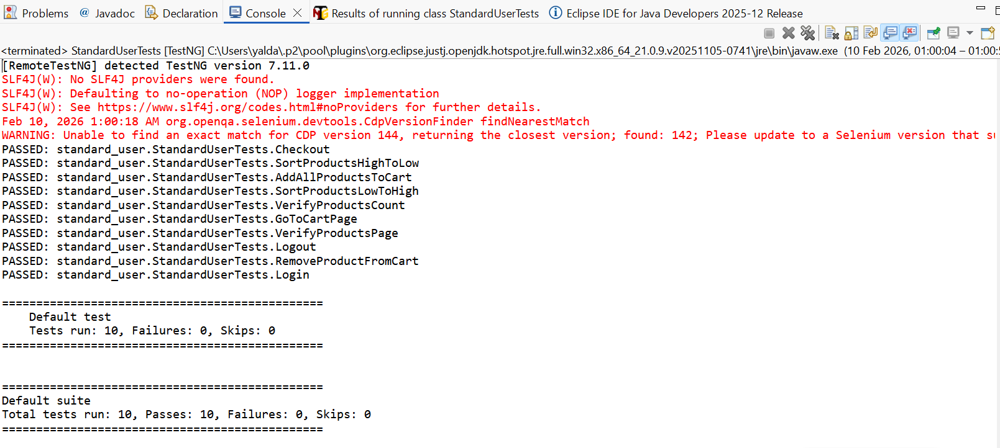 Problems @ Javadoc Declaration Console Results of running class StandardUserTests Eclipse IDE for Java Developers 2025-12 Release
<terminated> StandardUserTests [TestNG] C:\Users\yalda\.p2\pool\plugins\org.eclipse.justj.openjdk.hotspot.jre.full.win32.x86_64_21.0.9.v20251105-0741\jre\bin\javaw.exe (10 Feb 2026, 01:00:04 – 01:00:
[RemoteTestNG] detected TestNG version 7.11.0
SLF4J(W): No SLF4J providers were found.
SLF4J(W): Defaulting to no-operation (NOP) logger implementation
SLF4J(W): See https://www.slf4j.org/codes.html#noProviders for further details.
Feb 10, 2026 1:00:18 AM org.openqa.selenium.devtools.CdpVersionFinder findNearestMatch
WARNING: Unable to find an exact match for CDP version 144, returning the closest version; found: 142; Please update to a Selenium version that
PASSED: standard_user.StandardUserTests.Checkout
PASSED: standard_user.StandardUserTests.SortProductsHighToLow
PASSED: standard_user.StandardUserTests.AddAllProductsToCart
PASSED: standard_user.StandardUserTests.SortProductsLowToHigh
PASSED: standard_user.StandardUserTests.VerifyProductsCount
PASSED: standard_user.StandardUserTests.GoToCartPage
PASSED: standard_user.StandardUserTests.VerifyProductsPage
PASSED: standard_user.StandardUserTests.Logout
PASSED: standard_user.StandardUserTests.RemoveProductFromCart
PASSED: standard_user.StandardUserTests.Login
===============================================
Default test
Tests run: 10, Failures: 0, Skips: 0
===============================================
===============================================
Default suite
Total tests run: 10, Passes: 10, Failures: 0, Skips: 0
===============================================